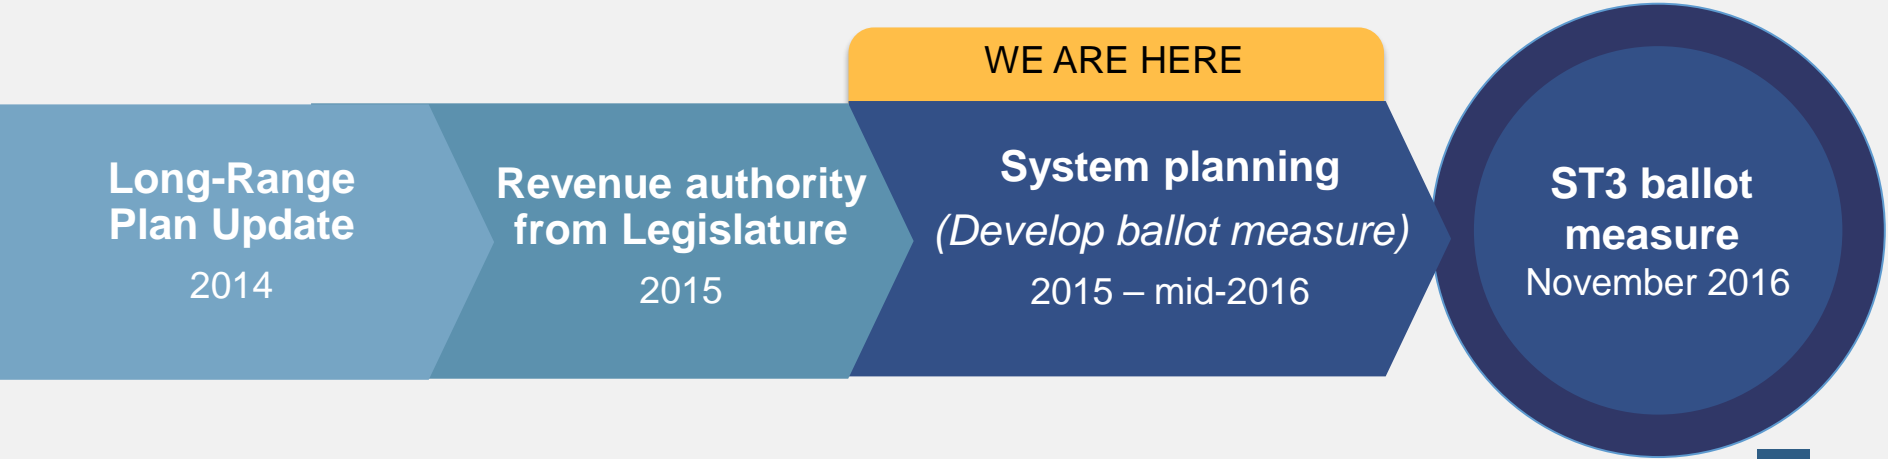 WE ARE HERE
Long-Range
Plan Update
2014
Revenue authority
from Legislature
2015
System planning
(Develop ballot measure)
2015 – mid-2016
ST3 ballot
measure
November 2016